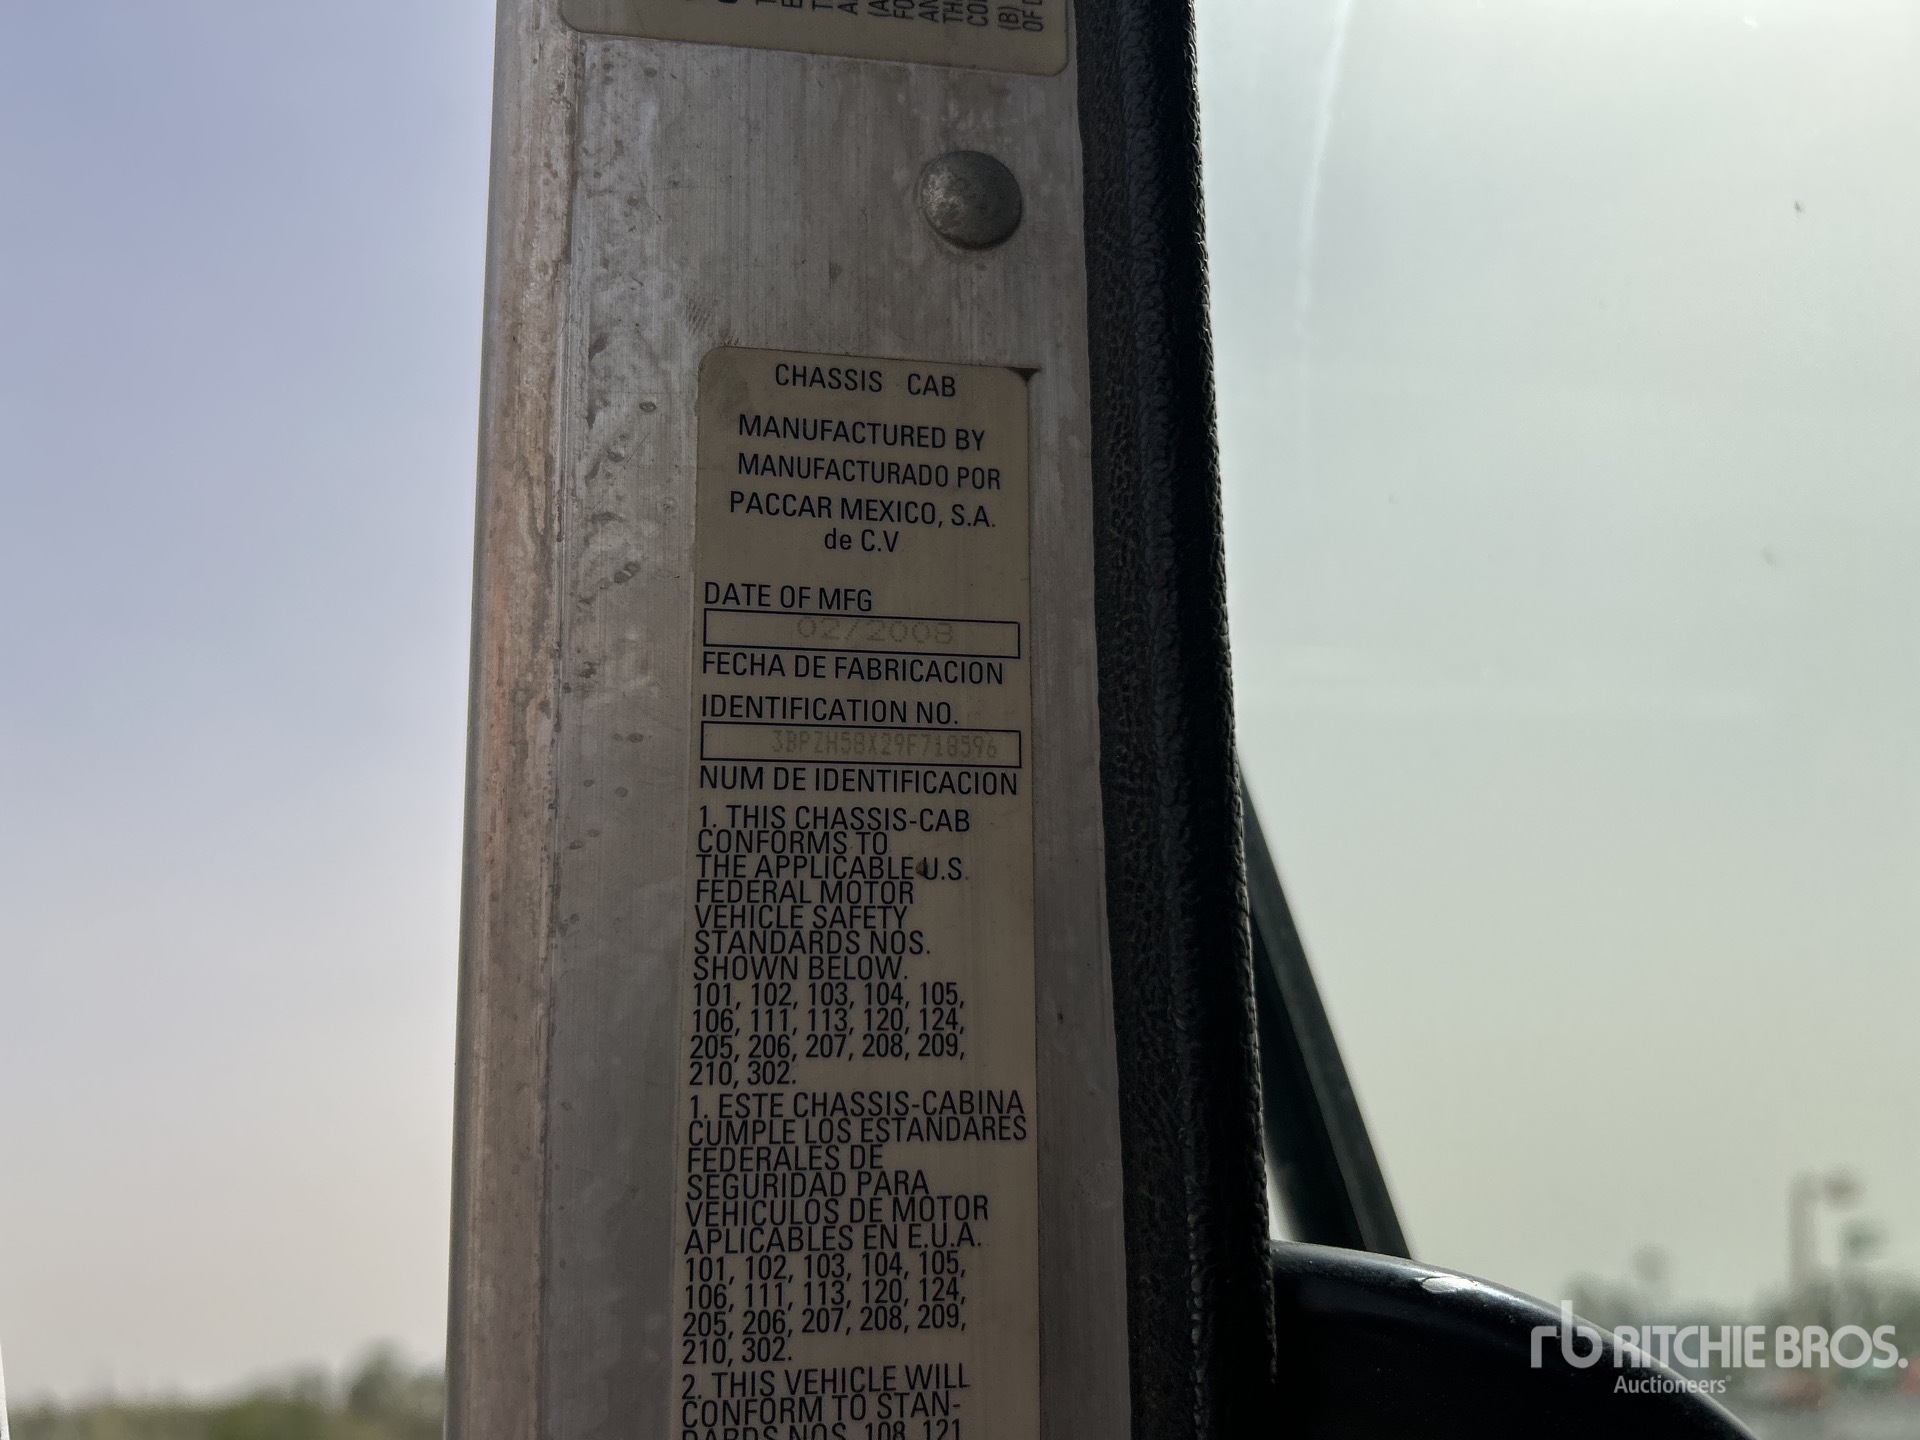 CHASSIS CAB
MANUFACTURED BY
MANUFACTURADO POR
PACCAR MEXICO, S.A.
de C.V
DATE OF MFG
02/2008
FECHA DE FABRICACION
IDENTIFICATION NO.
3BPZH58X29F718596
NUM DE IDENTIFICACION
1. THIS CHASSIS-CAB
CONFORMS TO
THE APPLICABLE U.S.
FEDERAL MOTOR
VEHICLE SAFETY
STANDARDS NOS.
SHOWN BELOW.
101, 102, 103, 104, 105,
106, 111, 113, 120, 124,
205, 206, 207, 208, 209,
210, 302.
1. ESTE CHASSIS-CABINA
CUMPLE LOS ESTANDARES
FEDERALES DE
SEGURIDAD PARA
VEHICULOS DE MOTOR
APLICABLES EN E.U.A.
101, 102, 103, 104, 105,
106, 111, 113, 120, 124,
205, 206, 207, 208, 209,
210, 302.
2. THIS VEHICLE WILL
CONFORM TO STAN-
DARDS NOS. 108, 121
rb RITCHIE BROS.
Auctioneers